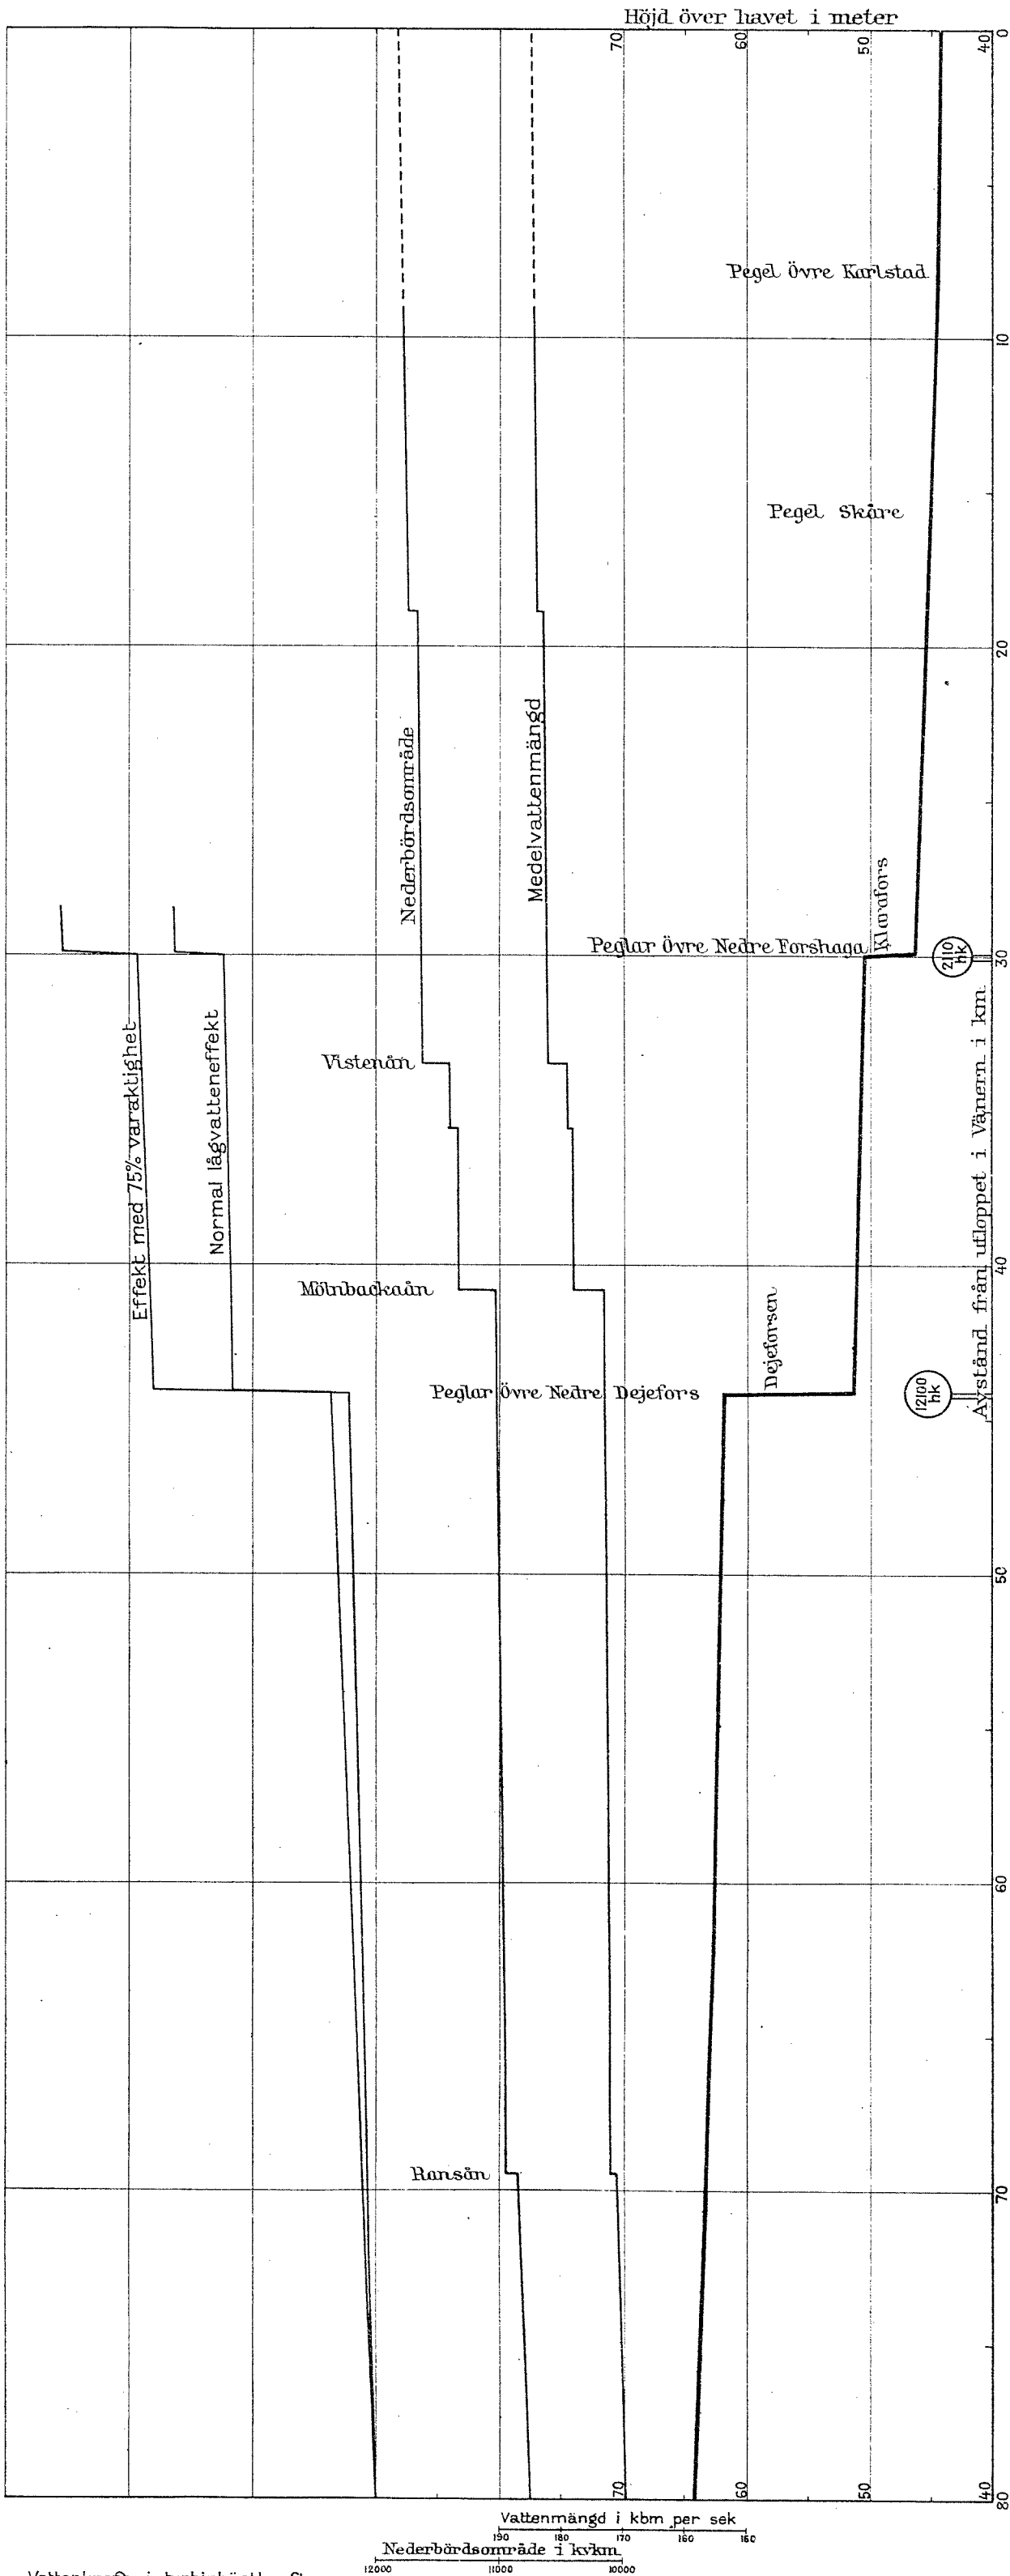 Höjd över havet i meter
70
60
50
40
0
Pegel Övre Karlstad
10
Pegel Skåre
20
Nederbördsområde
Medelvattenmängd
Klarafors
Peglar Övre Nedre Forshaga
2110
hk
30
Effekt med 75% varaktighet
Normal lågvatteneffekt
Vistenån
Avstånd från utloppet i Vänern i km
40
Mölnbackaån
Dejeforsen
Peglar Övre Nedre Dejefors
12100
hk
50
60
Ransån
70
70
60
50
40
80
Vattenmängd i kbm per sek
190
180
170
160
Nederbördsområde i kvkm
12000
11000
10000